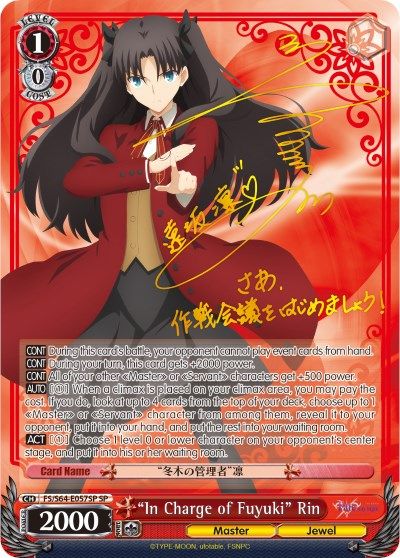 LEVEL
1
0
COST
遠坂凛♡
さあ、
作戦会議をはじめましょう!
CONT During this card's battle, your opponent cannot play event cards from hand.
CONT During your turn, this card gets +2000 power.
CONT All of your other «Master» or «Servant» characters get +500 power.
AUTO [(1)] When a climax is placed on your climax area, you may pay the
cost. If you do, look at up to 4 cards from the top of your deck, choose up to 1
«Master» or «Servant» character from among them, reveal it to your
opponent, put it into your hand, and put the rest into your waiting room.
ACT [(1)] Choose 1 level 0 or lower character on your opponent's center
stage, and put it into his or her waiting room.
Card Name
“冬木の管理者”凛
CH FS/S64-E057SP SP
“In Charge of Fuyuki” Rin
POWER
2000
Master
Jewel
©TYPE-MOON, ufotable, FSNPC